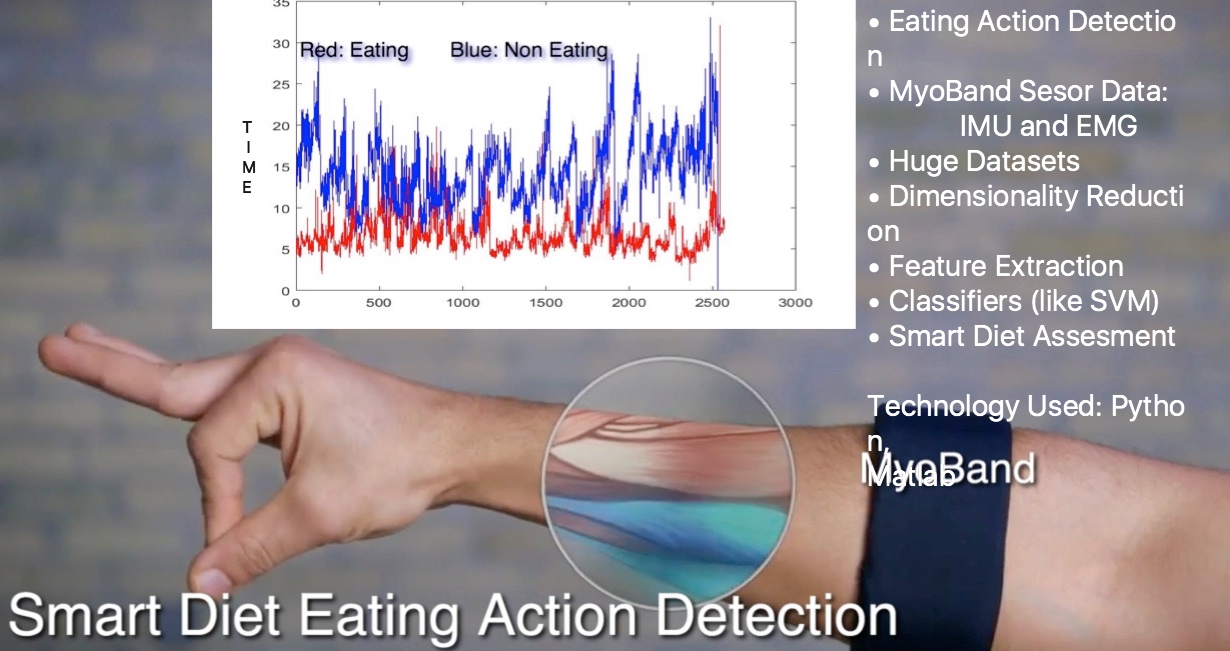 35
30
Red: Eating Blue: Non Eating
25
20
15
10
5
0
T
I
M
E
0 500 1000 1500 2000 2500 3000
• Eating Action Detectio
n
• MyoBand Sesor Data:
IMU and EMG
• Huge Datasets
• Dimensionality Reducti
on
• Feature Extraction
• Classifiers (like SVM)
• Smart Diet Assesment
Technology Used: Pytho
n,
Matlab
MyoBand
Smart Diet Eating Action Detection